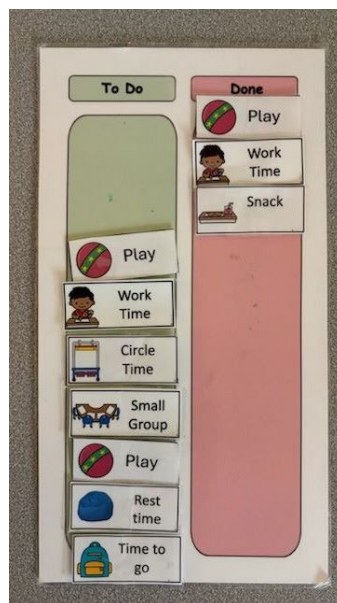 To Do
Play
Work
Time
Circle
Time
Small
Group
Play
Rest
time
Time to
go
Done
Play
Work
Time
Snack